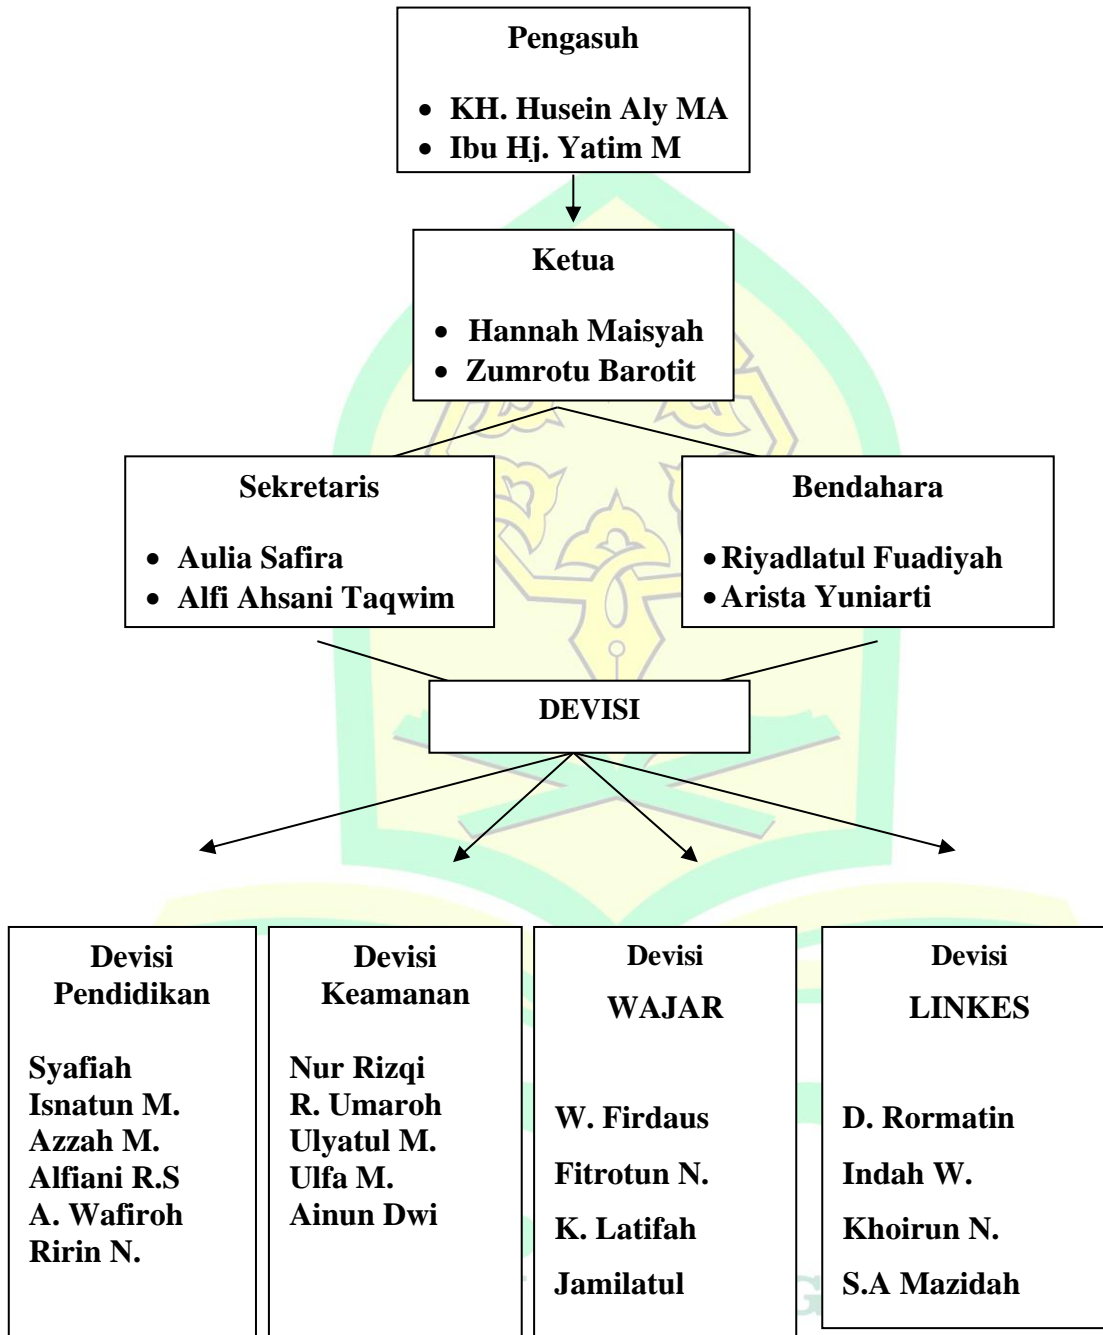 Pengasuh
• KH. Husein Aly MA
• Ibu Hj. Yatim M
Ketua
• Hannah Maisyah
• Zumrotu Barotit
Sekretaris
• Aulia Safira
• Alfi Ahsani Taqwim
Bendahara
• Riyadlatul Fuadiyah
• Arista Yuniarti
DEVISI
Devisi
Pendidikan
Syafiah
Isnatun M.
Azzah M.
Alfiani R.S
A. Wafiroh
Ririn N.
Devisi
Keamanan
Nur Rizqi
R. Umaroh
Ulyatul M.
Ulfa M.
Ainun Dwi
Devisi
WAJAR
W. Firdaus
Fitrotun N.
K. Latifah
Jamilatul
Devisi
LINKES
D. Rormatin
Indah W.
Khoirun N.
S.A Mazidah